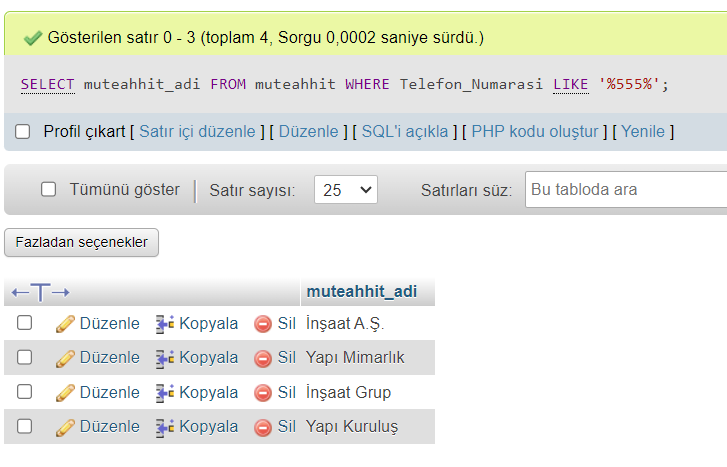 Gösterilen satır 0 - 3 (toplam 4, Sorgu 0,0002 saniye sürdü.)
SELECT muteahhit_adi FROM muteahhit WHERE Telefon_Numarasi LIKE '%555%';
Profil çıkart [ Satır içi düzenle ] [ Düzenle ] [ SQL'i açıkla ] [ PHP kodu oluştur ] [ Yenile ]
Tümünü göster | Satır sayısı: 25 Satırları süz: Bu tabloda ara
Fazladan seçenekler
←T→ muteahhit_adi
Düzenle Kopyala Sil İnşaat A.Ş.
Düzenle Kopyala Sil Yapı Mimarlık
Düzenle Kopyala Sil İnşaat Grup
Düzenle Kopyala Sil Yapı Kuruluş